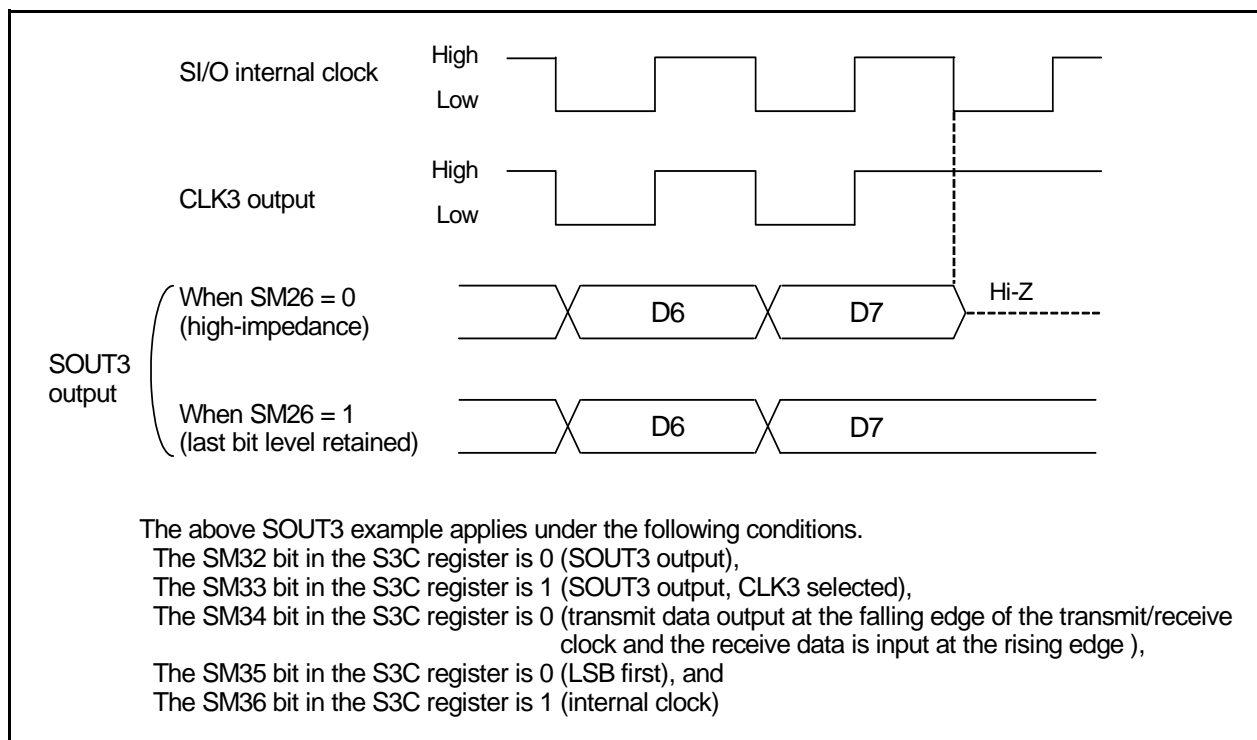 SI/O internal clock
High
Low
CLK3 output
High
Low
SOUT3
output
When SM26 = 0
(high-impedance)
D6
D7
Hi-Z
When SM26 = 1
(last bit level retained)
D6
D7
The above SOUT3 example applies under the following conditions.
The SM32 bit in the S3C register is 0 (SOUT3 output),
The SM33 bit in the S3C register is 1 (SOUT3 output, CLK3 selected),
The SM34 bit in the S3C register is 0 (transmit data output at the falling edge of the transmit/receive
clock and the receive data is input at the rising edge ),
The SM35 bit in the S3C register is 0 (LSB first), and
The SM36 bit in the S3C register is 1 (internal clock)